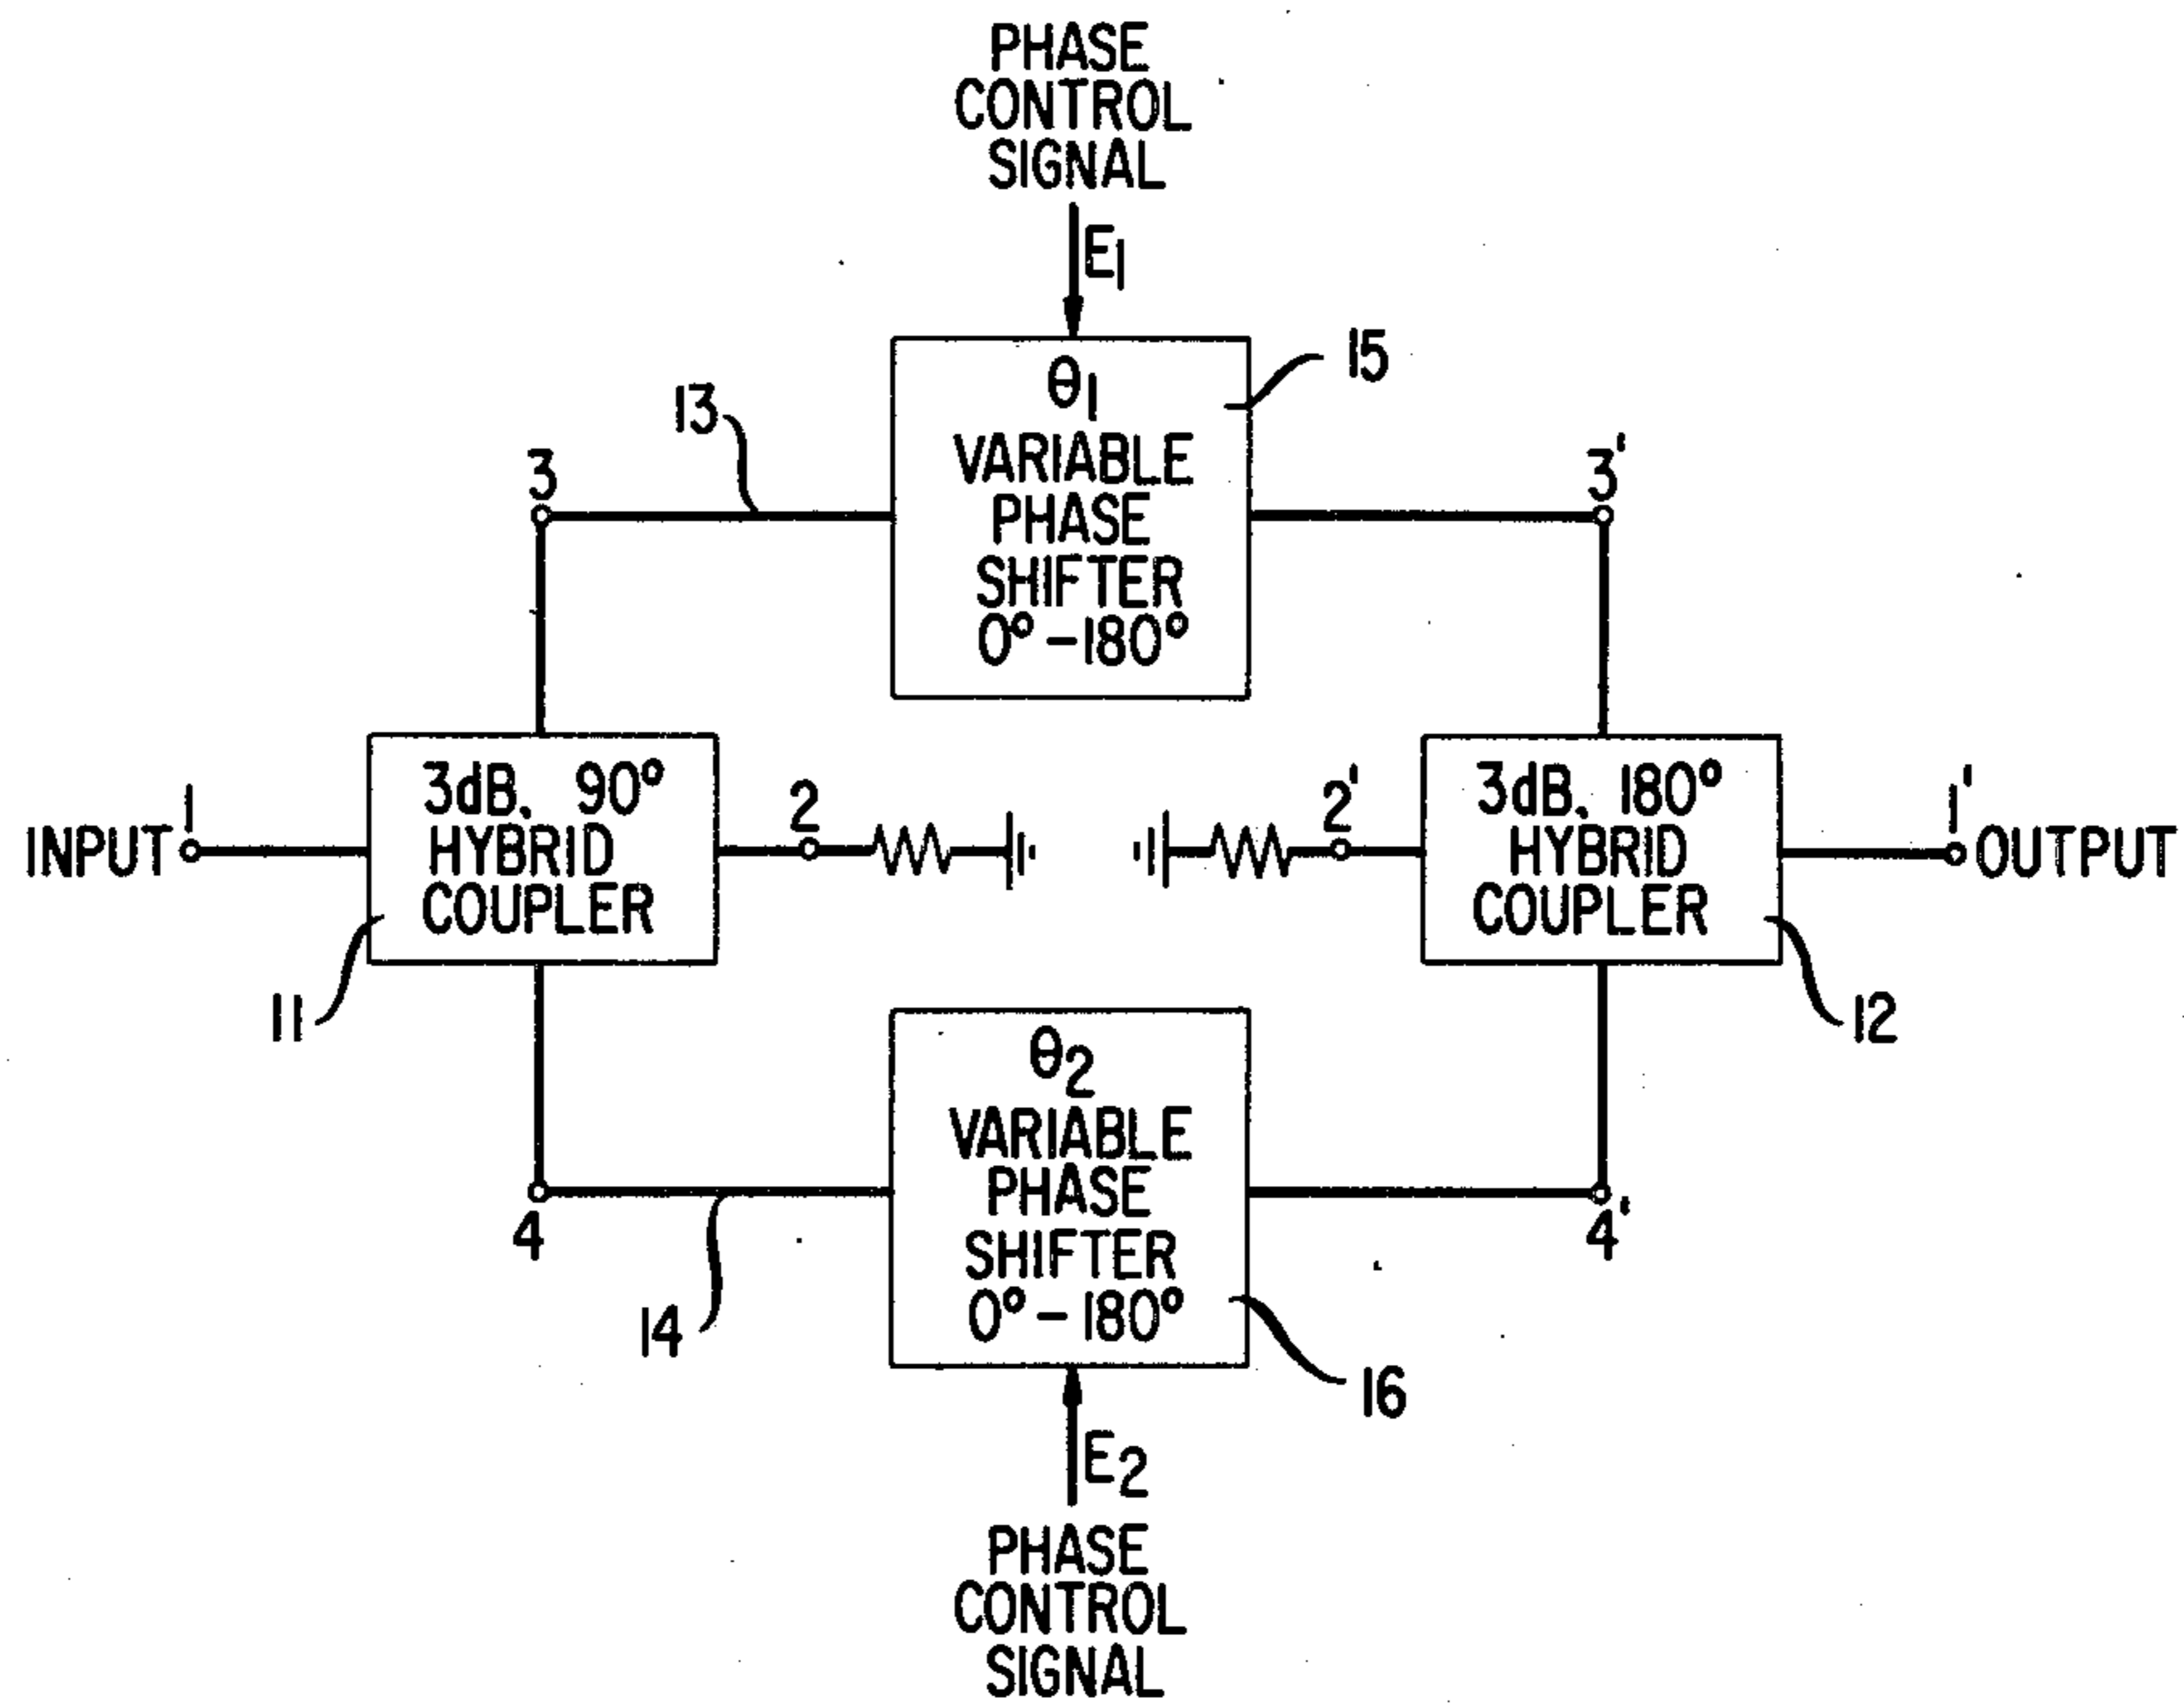 PHASE
CONTROL
SIGNAL
E1
θ1
VARIABLE
PHASE
SHIFTER
0°-180°
15
13
3
3'
1
INPUT
3dB. 90°
HYBRID
COUPLER
2
2'
3dB. 180°
HYBRID
COUPLER
1'
OUTPUT
11
12
θ2
VARIABLE
PHASE
SHIFTER
0°-180°
4
4'
14
16
E2
PHASE
CONTROL
SIGNAL